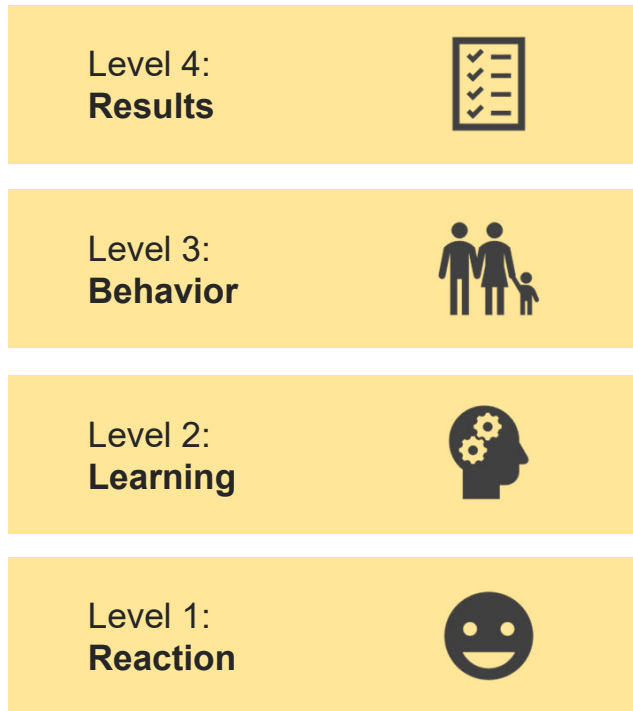 Level 4:
Results
Level 3:
Behavior
Level 2:
Learning
Level 1:
Reaction